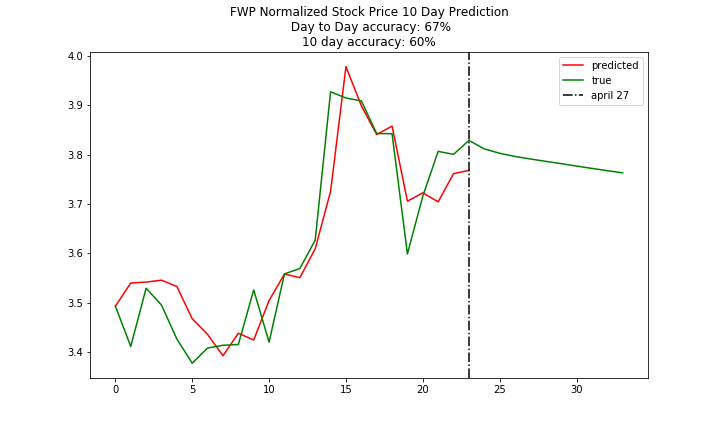 FWP Normalized Stock Price 10 Day Prediction
Day to Day accuracy: 67%
10 day accuracy: 60%
predicted
true
april 27
4.0
3.9
3.8
3.7
3.6
3.5
3.4
0 5 10 15 20 25 30